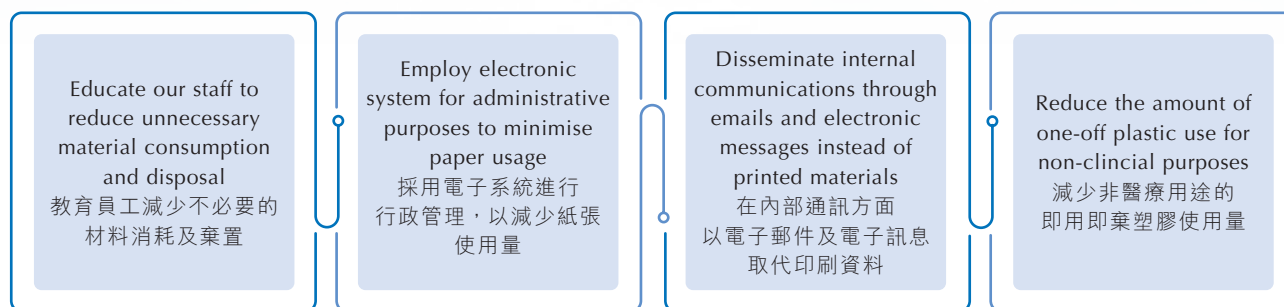 Educate our staff to
reduce unnecessary
material consumption
and disposal
教育員工減少不必要的
材料消耗及棄置
Employ electronic
system for administrative
purposes to minimise
paper usage
採用電子系統進行
行政管理，以減少紙張
使用量
Disseminate internal
communications through
emails and electronic
messages instead of
printed materials
在內部通訊方面
以電子郵件及電子訊息
取代印刷資料
Reduce the amount of
one-off plastic use for
non-clincial purposes
減少非醫療用途的
即用即棄塑膠使用量